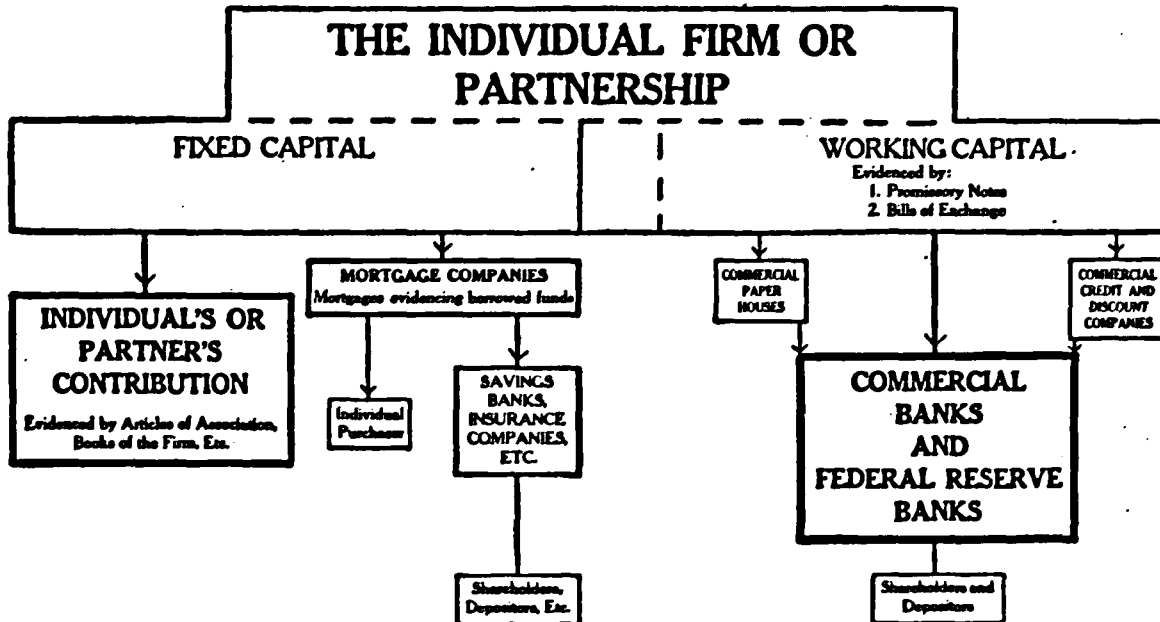 THE INDIVIDUAL FIRM OR
PARTNERSHIP
FIXED CAPITAL
WORKING CAPITAL
Evidenced by:
1. Promissory Notes
2. Bills of Exchange
MORTGAGE COMPANIES
Mortgages evidencing borrowed funds
COMMERCIAL
PAPER
HOUSES
COMMERCIAL
CREDIT AND
DISCOUNT
COMPANIES
INDIVIDUAL'S OR
PARTNER'S
CONTRIBUTION
Evidenced by Articles of Association,
Books of the Firm, Etc.
Individual
Purchaser
SAVINGS
BANKS,
INSURANCE
COMPANIES,
ETC.
COMMERCIAL
BANKS
AND
FEDERAL RESERVE
BANKS
Shareholders,
Depositors, Etc.
Shareholders and
Depositors